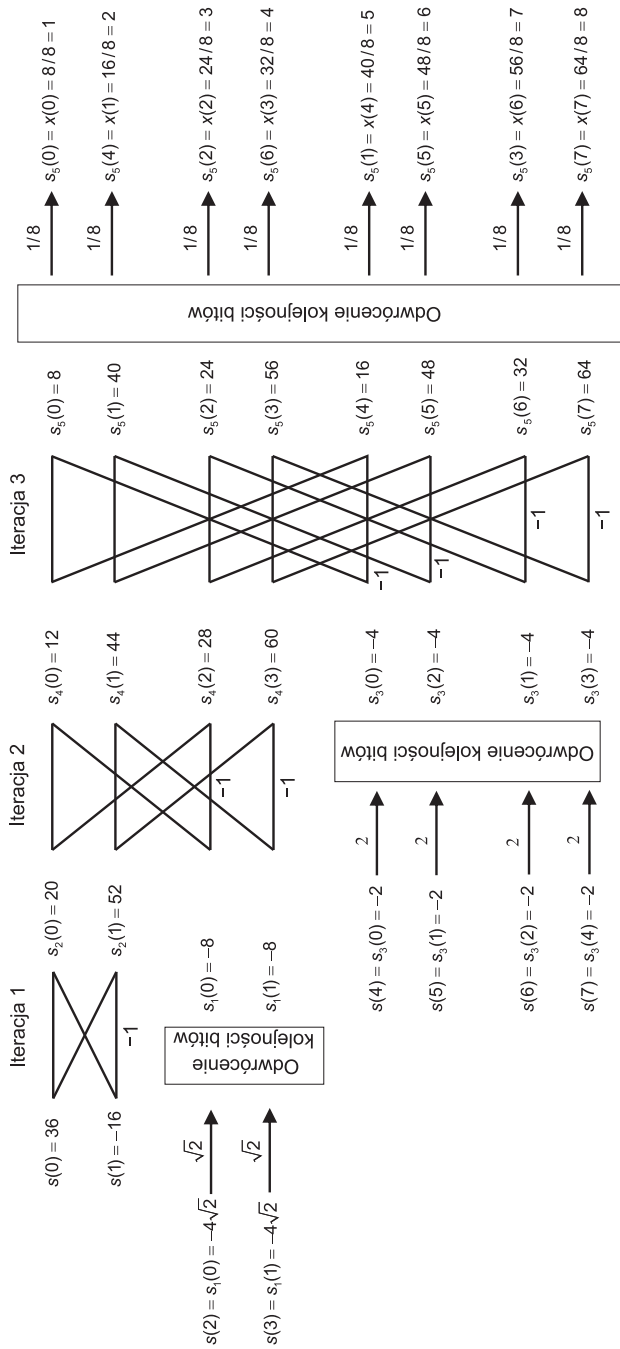 Iteracja 1
s(0) = 36
s(1) = −16
−1
s₂(0) = 20
s₂(1) = 52
s(2) = s₁(0) = −4√2
√2
s(3) = s₁(1) = −4√2
√2
Odwrócenie
kolejności bitów
s₁(0) = −8
s₁(1) = −8
Iteracja 2
−1
−1
s₄(0) = 12
s₄(1) = 44
s₄(2) = 28
s₄(3) = 60
s(4) = s₃(0) = −2
2
s(5) = s₃(1) = −2
2
s(6) = s₃(2) = −2
2
s(7) = s₃(4) = −2
2
Odwrócenie kolejności bitów
s₃(0) = −4
s₃(2) = −4
s₃(1) = −4
s₃(3) = −4
Iteracja 3
−1
−1
−1
−1
s₅(0) = 8
s₅(1) = 40
s₅(2) = 24
s₅(3) = 56
s₅(4) = 16
s₅(5) = 48
s₅(6) = 32
s₅(7) = 64
Odwrócenie kolejności bitów
1/8
s₅(0) = x(0) = 8/8 = 1
1/8
s₅(4) = x(1) = 16/8 = 2
1/8
s₅(2) = x(2) = 24/8 = 3
1/8
s₅(6) = x(3) = 32/8 = 4
1/8
s₅(1) = x(4) = 40/8 = 5
1/8
s₅(5) = x(5) = 48/8 = 6
1/8
s₅(3) = x(6) = 56/8 = 7
1/8
s₅(7) = x(7) = 64/8 = 8